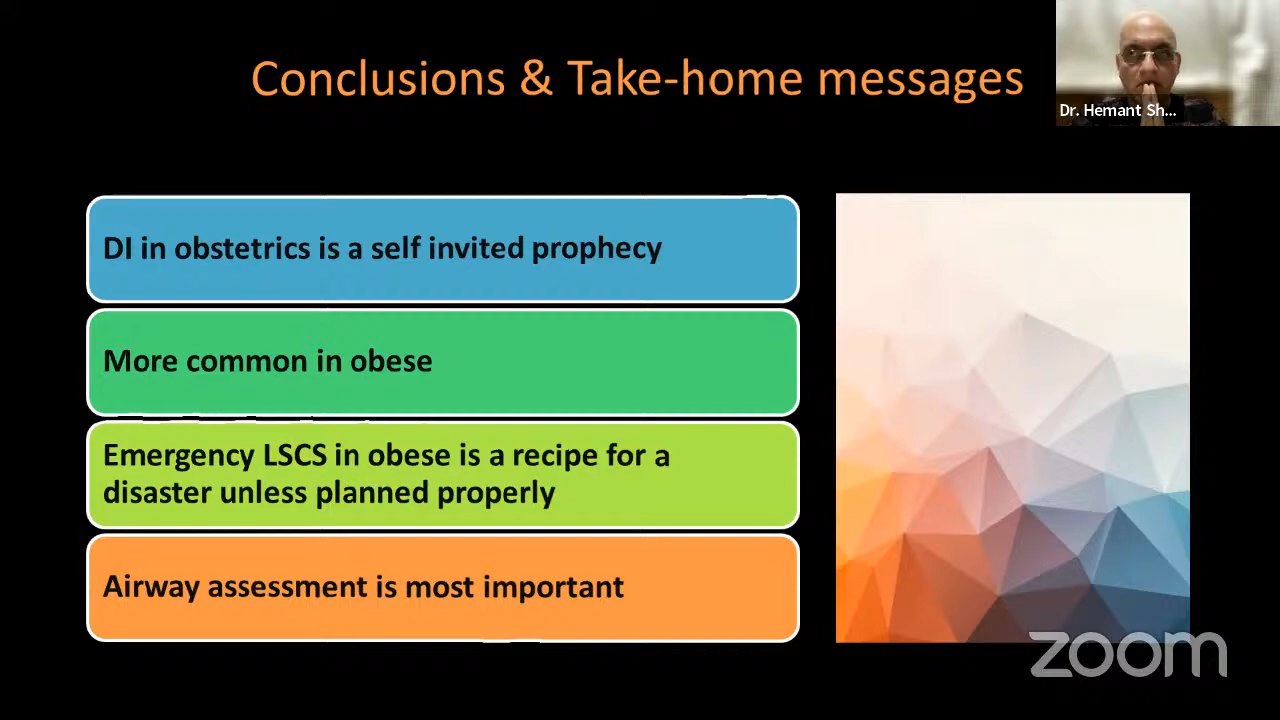 Conclusions & Take-home messages
Dr. Hemant Sh...
DI in obstetrics is a self invited prophecy
More common in obese
Emergency LSCS in obese is a recipe for a
disaster unless planned properly
Airway assessment is most important
zoom